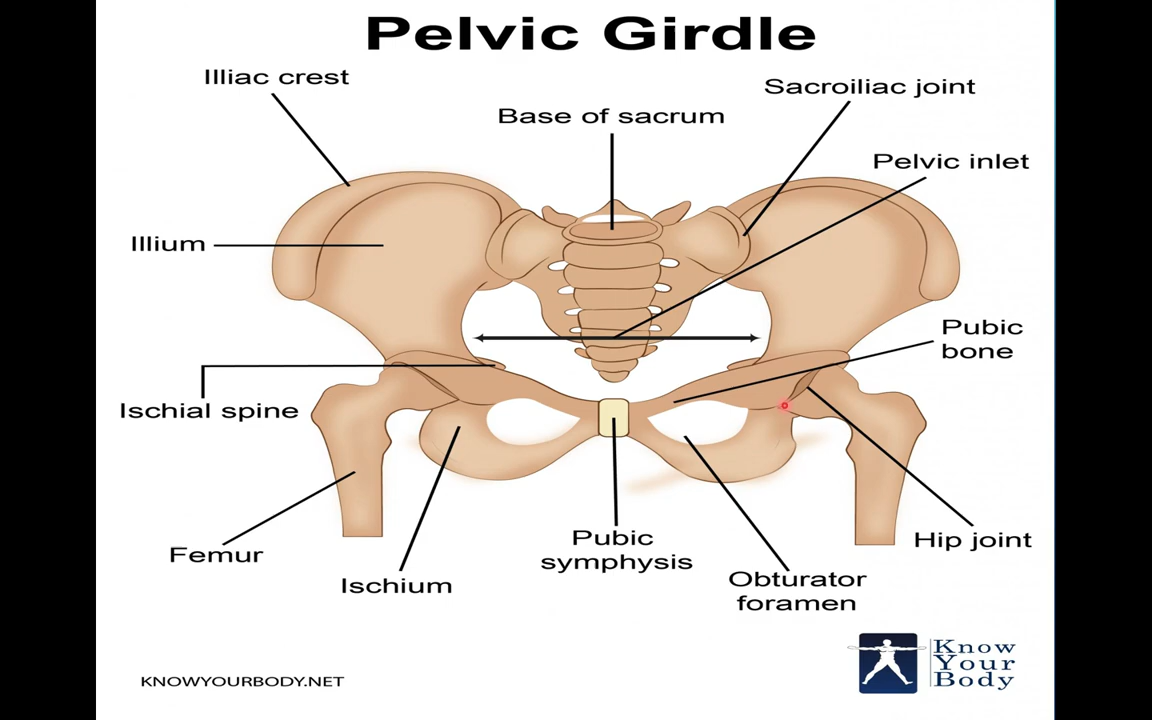 Pelvic Girdle
Illiac crest
Sacroiliac joint
Base of sacrum
Pelvic inlet
Illium
Pubic
bone
Ischial spine
Femur
Ischium
Pubic
symphysis
Obturator
foramen
Hip joint
KNOWYOURBODY.NET
Know
Your
Body